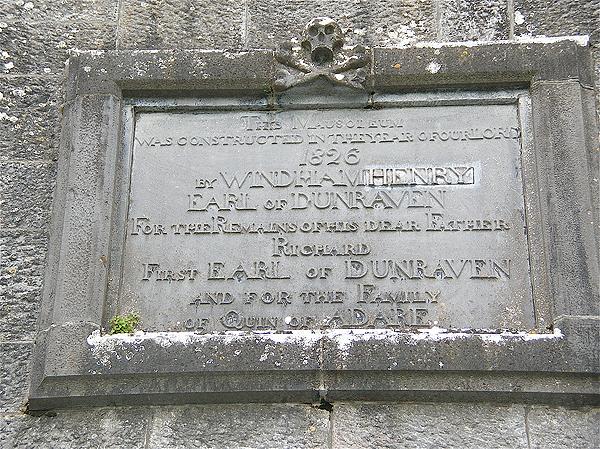 THIS MAUSOLEUM
WAS CONSTRUCTED IN THE YEAR OF OUR LORD
1826
BY WINDHAM HENRY
EARL OF DUNRAVEN
FOR THE REMAINS OF HIS DEAR FATHER
RICHARD
FIRST EARL OF DUNRAVEN
AND FOR THE FAMILY
OF QUIN OF ADARE